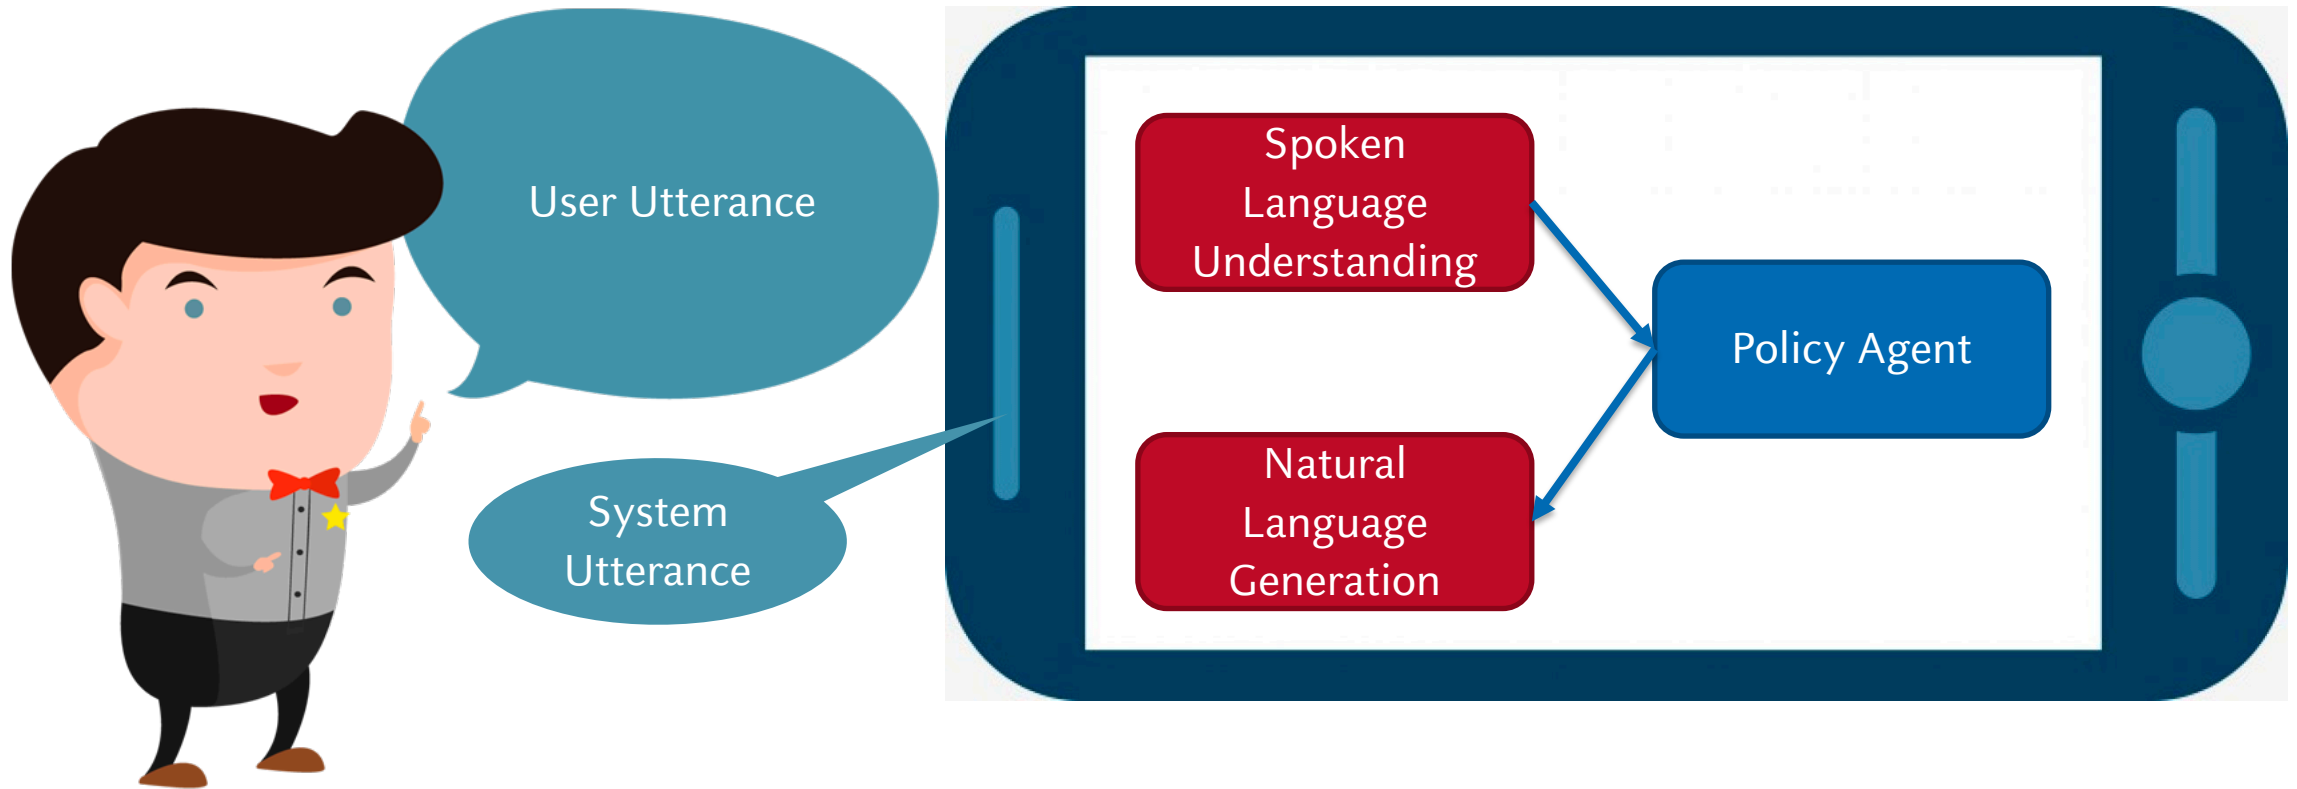 User Utterance
System
Utterance
Spoken
Language
Understanding
Policy Agent
Natural
Language
Generation